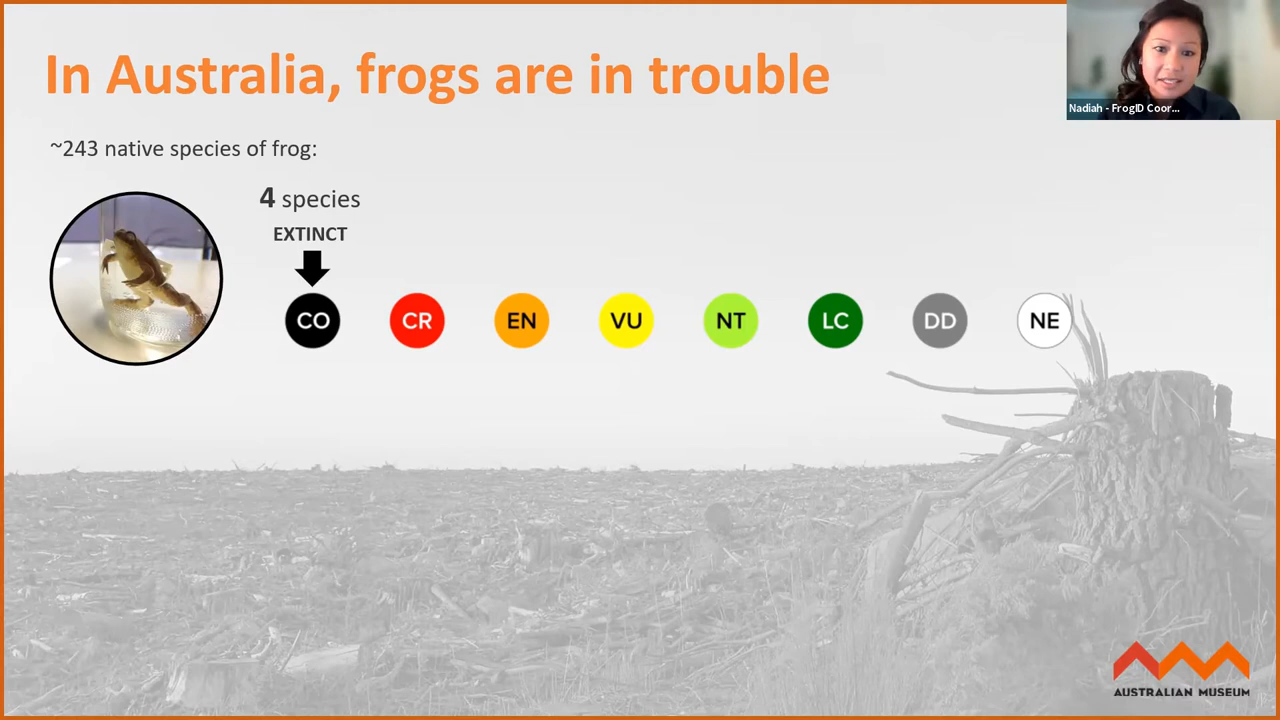 In Australia, frogs are in trouble
Nadiah - FrogID Coor...
~243 native species of frog:
4 species
EXTINCT
CO CR EN VU NT LC DD NE
AUSTRALIAN MUSEUM